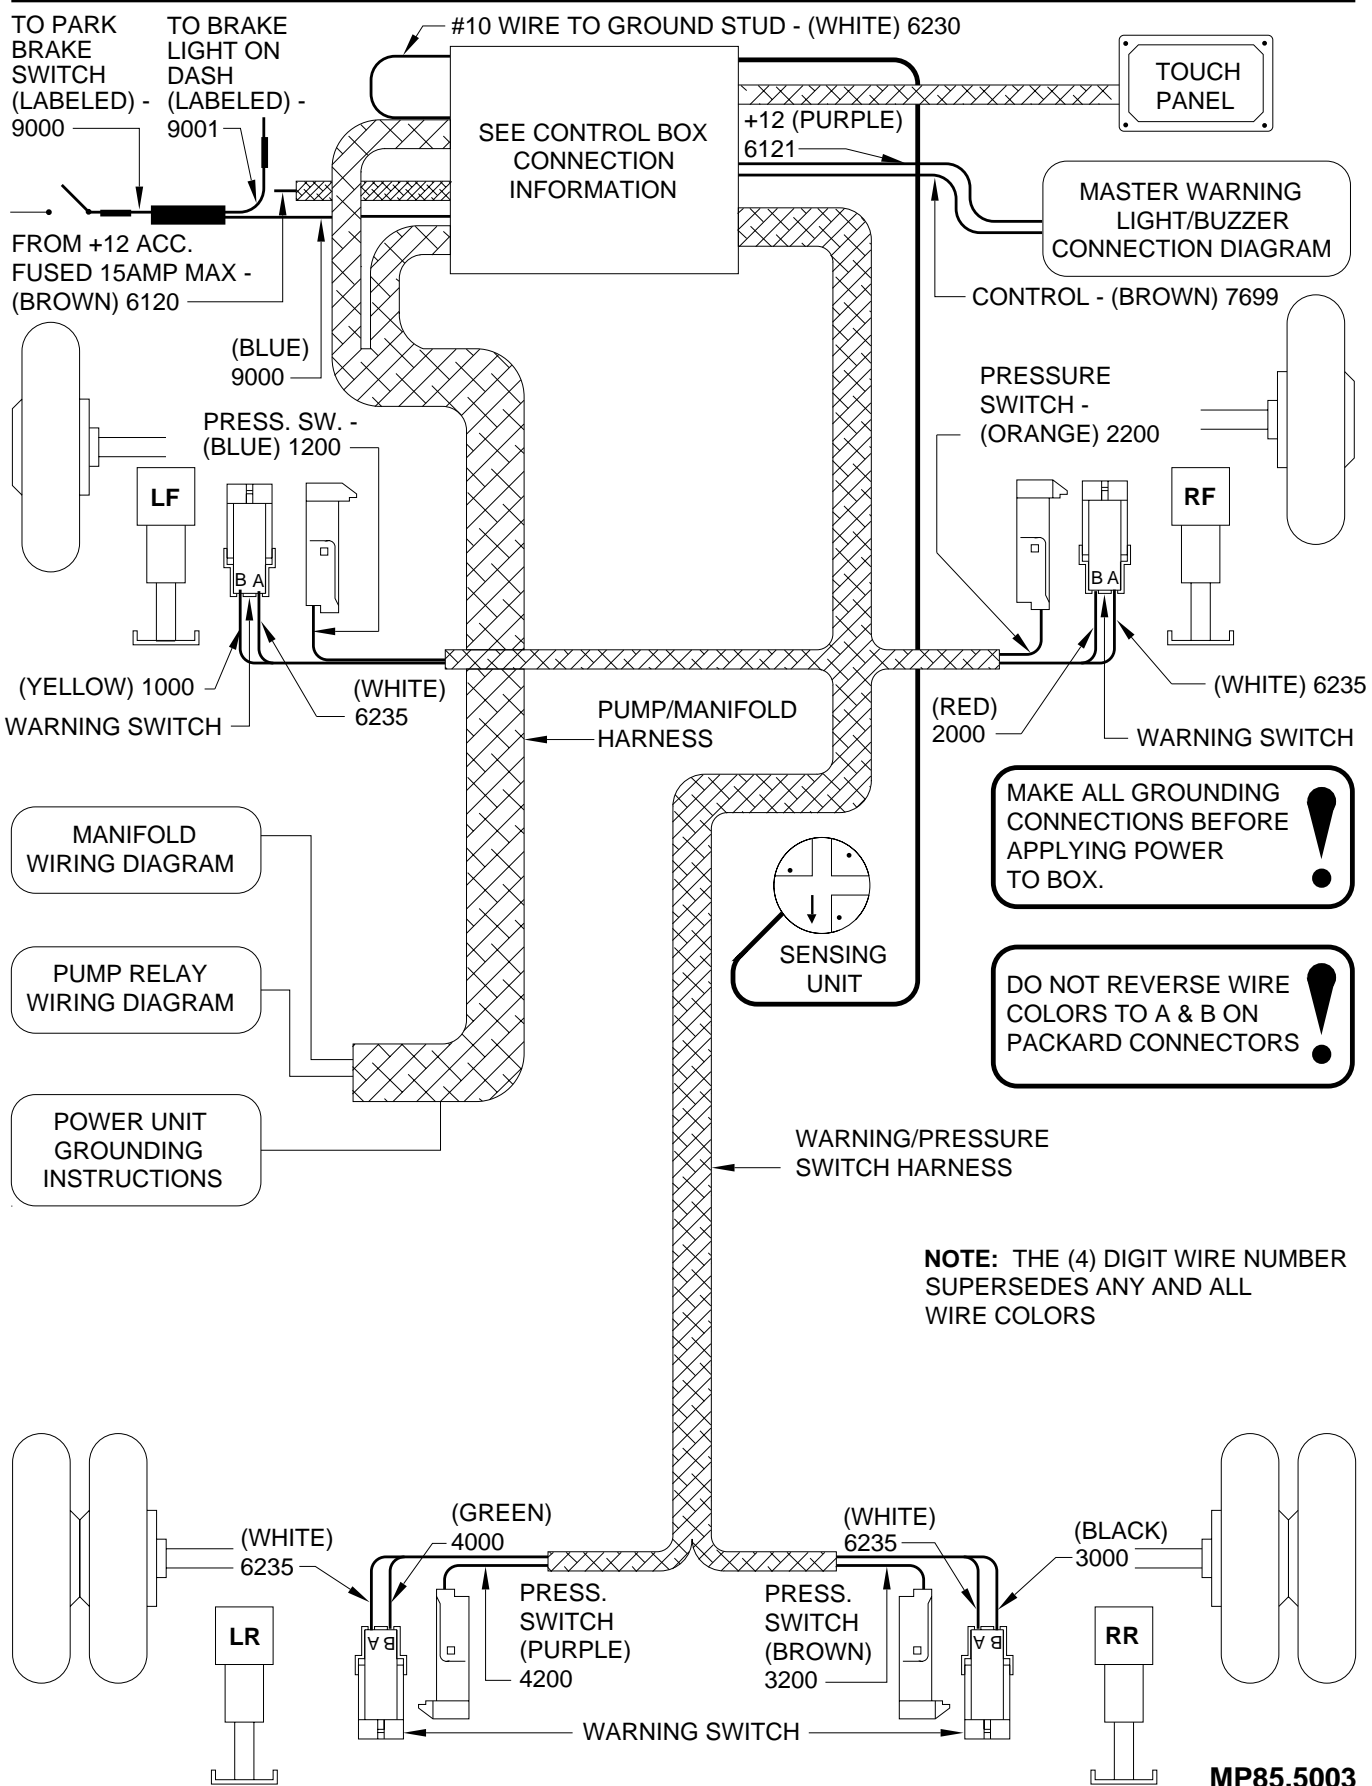 TO PARK
BRAKE
SWITCH
(LABELED) -
9000
TO BRAKE
LIGHT ON
DASH
(LABELED) -
9001
#10 WIRE TO GROUND STUD - (WHITE) 6230
SEE CONTROL BOX
CONNECTION
INFORMATION
TOUCH
PANEL
+12 (PURPLE)
6121
MASTER WARNING
LIGHT/BUZZER
CONNECTION DIAGRAM
CONTROL - (BROWN) 7699
FROM +12 ACC.
FUSED 15AMP MAX -
(BROWN) 6120
(BLUE)
9000
PRESS. SW. -
(BLUE) 1200
PRESSURE
SWITCH -
(ORANGE) 2200
LF
B A
RF
B A
(YELLOW) 1000
WARNING SWITCH
(WHITE)
6235
PUMP/MANIFOLD
HARNESS
(RED)
2000
(WHITE) 6235
WARNING SWITCH
MANIFOLD
WIRING DIAGRAM
PUMP RELAY
WIRING DIAGRAM
POWER UNIT
GROUNDING
INSTRUCTIONS
SENSING
UNIT
MAKE ALL GROUNDING
CONNECTIONS BEFORE
APPLYING POWER
TO BOX.
!
DO NOT REVERSE WIRE
COLORS TO A & B ON
PACKARD CONNECTORS
!
WARNING/PRESSURE
SWITCH HARNESS
NOTE: THE (4) DIGIT WIRE NUMBER
SUPERSEDES ANY AND ALL
WIRE COLORS
(WHITE)
6235
(GREEN)
4000
(WHITE)
6235
(BLACK)
3000
LR
A B
PRESS.
SWITCH
(PURPLE)
4200
PRESS.
SWITCH
(BROWN)
3200
A B
RR
WARNING SWITCH
MP85.5003